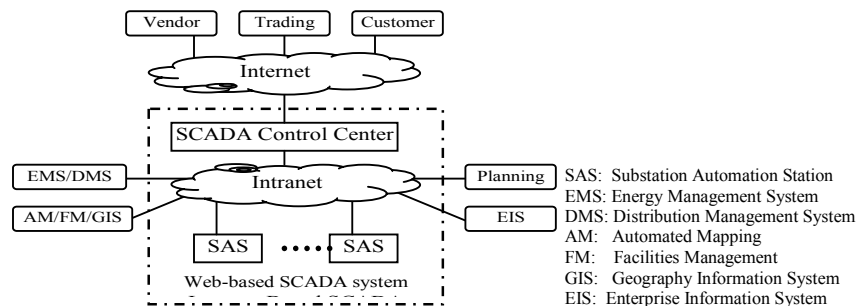 Vendor
Trading
Customer
Internet
SCADA Control Center
EMS/DMS
Intranet
Planning
AM/FM/GIS
EIS
SAS
SAS
Web-based SCADA system
SAS: Substation Automation Station
EMS: Energy Management System
DMS: Distribution Management System
AM: Automated Mapping
FM: Facilities Management
GIS: Geography Information System
EIS: Enterprise Information System